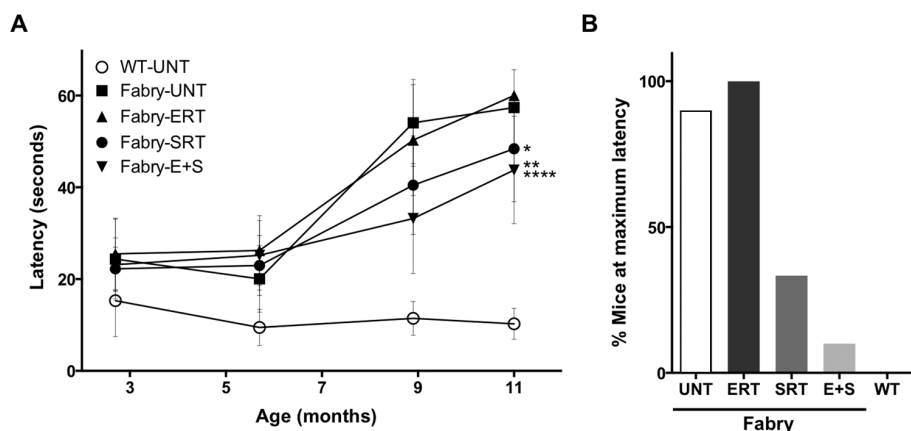 A
Latency (seconds)
60
40
20
0
WT-UNT
Fabry-UNT
Fabry-ERT
Fabry-SRT
Fabry-E+S
*
**
****
3 5 7 9 11
Age (months)
B
% Mice at maximum latency
100
50
0
UNT ERT SRT E+S WT
Fabry